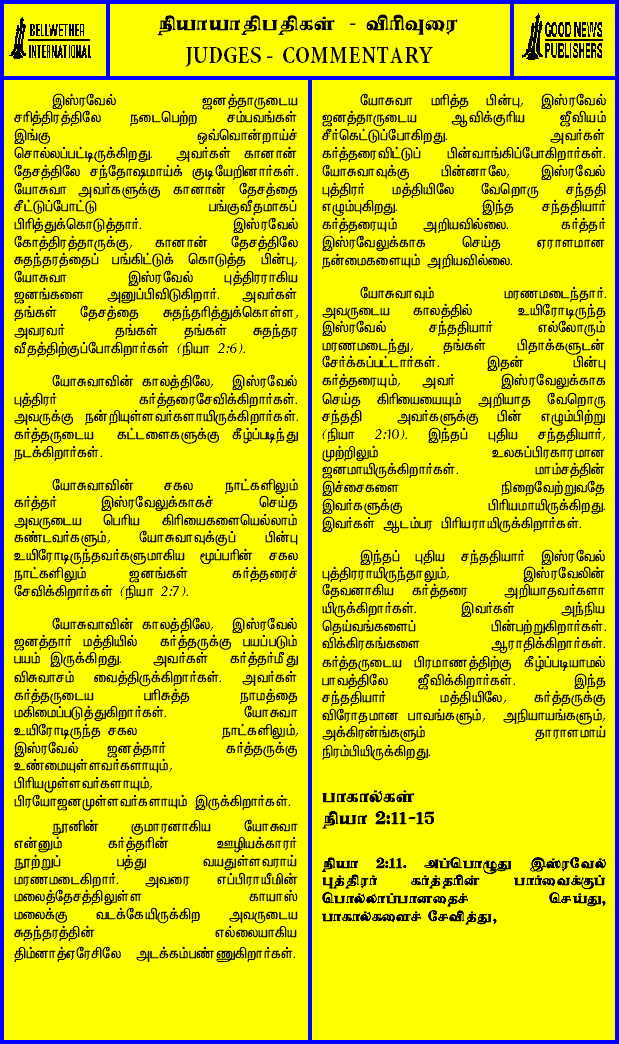 BELLWETHER
INTERNATIONAL
நியாயாதிபதிகள் - விரிவுரை
JUDGES - COMMENTARY
GOOD NEWS
PUBLISHERS
இஸ்ரவேல் ஜனத்தாருடைய
சரித்திரத்திலே நடைபெற்ற சம்பவங்கள்
இங்கு ஒவ்வொன்றாய்ச்
சொல்லப்பட்டிருக்கிறது. அவர்கள் கானான்
தேசத்திலே சந்தோஷமாய்க் குடியேறினார்கள்.
யோசுவா அவர்களுக்கு கானான் தேசத்தை
சீட்டுப்போட்டு பங்குவீதமாகப்
பிரித்துக்கொடுத்தார். இஸ்ரவேல்
கோத்திரத்தாருக்கு, கானான் தேசத்திலே
சுதந்தரத்தைப் பங்கிட்டுக் கொடுத்த பின்பு,
யோசுவா இஸ்ரவேல் புத்திரராகிய
ஜனங்களை அனுப்பிவிடுகிறார். அவர்கள்
தங்கள் தேசத்தை சுதந்தரித்துக்கொள்ள,
அவரவர் தங்கள் தங்கள் சுதந்தர
வீதத்திற்குப்போகிறார்கள் (நியா 2:6).
யோசுவாவின் காலத்திலே, இஸ்ரவேல்
புத்திரர் கர்த்தரைசேவிக்கிறார்கள்.
அவருக்கு நன்றியுள்ளவர்களாயிருக்கிறார்கள்.
கர்த்தருடைய கட்டளைகளுக்கு கீழ்ப்படிந்து
நடக்கிறார்கள்.
யோசுவாவின் சகல நாட்களிலும்
கர்த்தர் இஸ்ரவேலுக்காகச் செய்த
அவருடைய பெரிய கிரியைகளையெல்லாம்
கண்டவர்களும், யோசுவாவுக்குப் பின்பு
உயிரோடிருந்தவர்களுமாகிய மூப்பரின் சகல
நாட்களிலும் ஜனங்கள் கர்த்தரைச்
சேவிக்கிறார்கள் (நியா 2:7).
யோசுவாவின் காலத்திலே, இஸ்ரவேல்
ஜனத்தார் மத்தியில் கர்த்தருக்கு பயப்படும்
பயம் இருக்கிறது. அவர்கள் கர்த்தர்மீது
விசுவாசம் வைத்திருக்கிறார்கள். அவர்கள்
கர்த்தருடைய பரிசுத்த நாமத்தை
மகிமைப்படுத்துகிறார்கள். யோசுவா
உயிரோடிருந்த சகல நாட்களிலும்,
இஸ்ரவேல் ஜனத்தார் கர்த்தருக்கு
உண்மையுள்ளவர்களாயும்,
பிரியமுள்ளவர்களாயும்,
பிரயோஜனமுள்ளவர்களாயும் இருக்கிறார்கள்.
நூனின் குமாரனாகிய யோசுவா
என்னும் கர்த்தரின் ஊழியக்காரர்
நூற்றுப் பத்து வயதுள்ளவராய்
மரணமடைகிறார். அவரை எப்பிராயீமின்
மலைத்தேசத்திலுள்ள காயாஸ்
மலைக்கு வடக்கேயிருக்கிற அவருடைய
சுதந்தரத்தின் எல்லையாகிய
திம்னாத்ஏரேசிலே அடக்கம்பண்ணுகிறார்கள்.
யோசுவா மரித்த பின்பு, இஸ்ரவேல்
ஜனத்தாருடைய ஆவிக்குரிய ஜீவியம்
சீர்கெட்டுப்போகிறது. அவர்கள்
கர்த்தரைவிட்டுப் பின்வாங்கிப்போகிறார்கள்.
யோசுவாவுக்கு பின்னாலே, இஸ்ரவேல்
புத்திரர் மத்தியிலே வேறொரு சந்ததி
எழும்புகிறது. இந்த சந்ததியார்
கர்த்தரையும் அறியவில்லை. கர்த்தர்
இஸ்ரவேலுக்காக செய்த ஏராளமான
நன்மைகளையும் அறியவில்லை.
யோசுவாவும் மரணமடைந்தார்.
அவருடைய காலத்தில் உயிரோடிருந்த
இஸ்ரவேல் சந்ததியார் எல்லோரும்
மரணமடைந்து, தங்கள் பிதாக்களுடன்
சேர்க்கப்பட்டார்கள். இதன் பின்பு
கர்த்தரையும், அவர் இஸ்ரவேலுக்காக
செய்த கிரியையையும் அறியாத வேறொரு
சந்ததி அவர்களுக்கு பின் எழும்பிற்று
(நியா 2:10). இந்தப் புதிய சந்ததியார்,
முற்றிலும் உலகப்பிரகாரமான
ஜனமாயிருக்கிறார்கள். மாம்சத்தின்
இச்சைகளை நிறைவேற்றுவதே
இவர்களுக்கு பிரியமாயிருக்கிறது.
இவர்கள் ஆடம்பர பிரியராயிருக்கிறார்கள்.
இந்தப் புதிய சந்ததியார் இஸ்ரவேல்
புத்திரராயிருந்தாலும், இஸ்ரவேலின்
தேவனாகிய கர்த்தரை அறியாதவர்களா
யிருக்கிறார்கள். இவர்கள் அந்நிய
தெய்வங்களைப் பின்பற்றுகிறார்கள்.
விக்கிரகங்களை ஆராதிக்கிறார்கள்.
கர்த்தருடைய பிரமாணத்திற்கு கீழ்ப்படியாமல்
பாவத்திலே ஜீவிக்கிறார்கள். இந்த
சந்ததியார் மத்தியிலே, கர்த்தருக்கு
விரோதமான பாவங்களும், அநியாயங்களும்,
அக்கிரன்ங்களும் தாராளமாய்
நிரம்பியிருக்கிறது.
பாகால்கள்
நியா 2:11-15
நியா 2:11. அப்பொழுது இஸ்ரவேல்
புத்திரர் கர்த்தரின் பார்வைக்குப்
பொல்லாப்பானதைச் செய்து,
பாகால்களைச் சேவித்து,